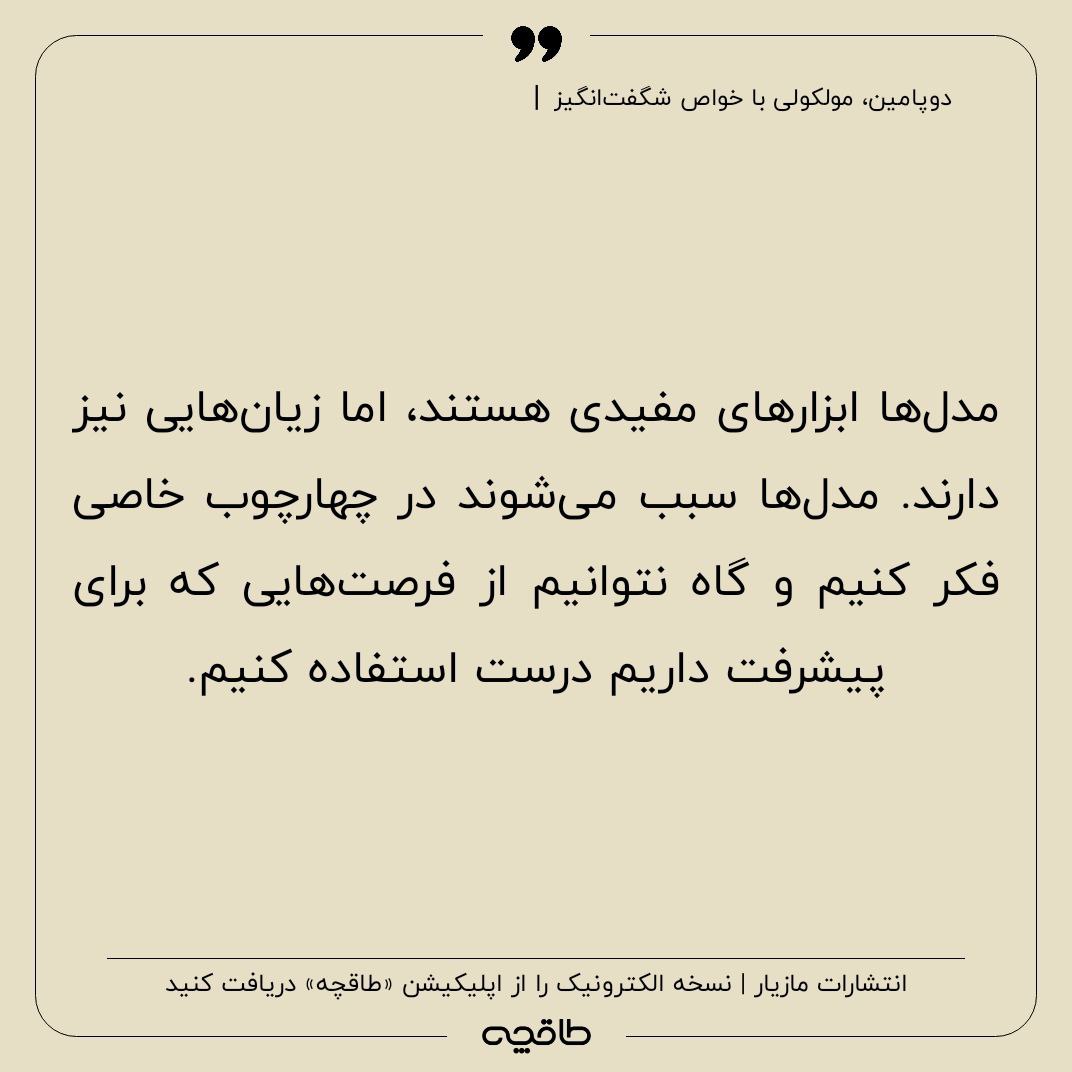 دوپامین، مولکولی با خواص شگفت‌انگیز |
مدل‌ها ابزارهای مفیدی هستند، اما زیان‌هایی نیز
دارند. مدل‌ها سبب می‌شوند در چهارچوب خاصی
فکر کنیم و گاه نتوانیم از فرصت‌هایی که برای
پیشرفت داریم درست استفاده کنیم.
انتشارات مازیار | نسخه الکترونیک را از اپلیکیشن «طاقچه» دریافت کنید
طاقچه